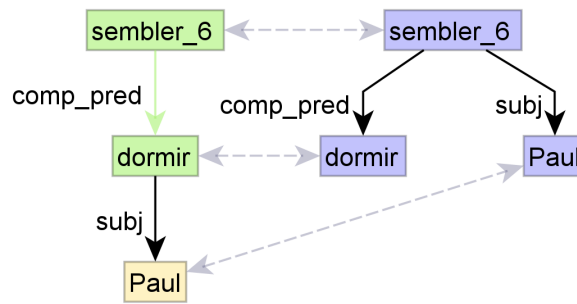 sembler_6 sembler_6
comp_pred comp_pred subj
dormir dormir Paul
subj
Paul